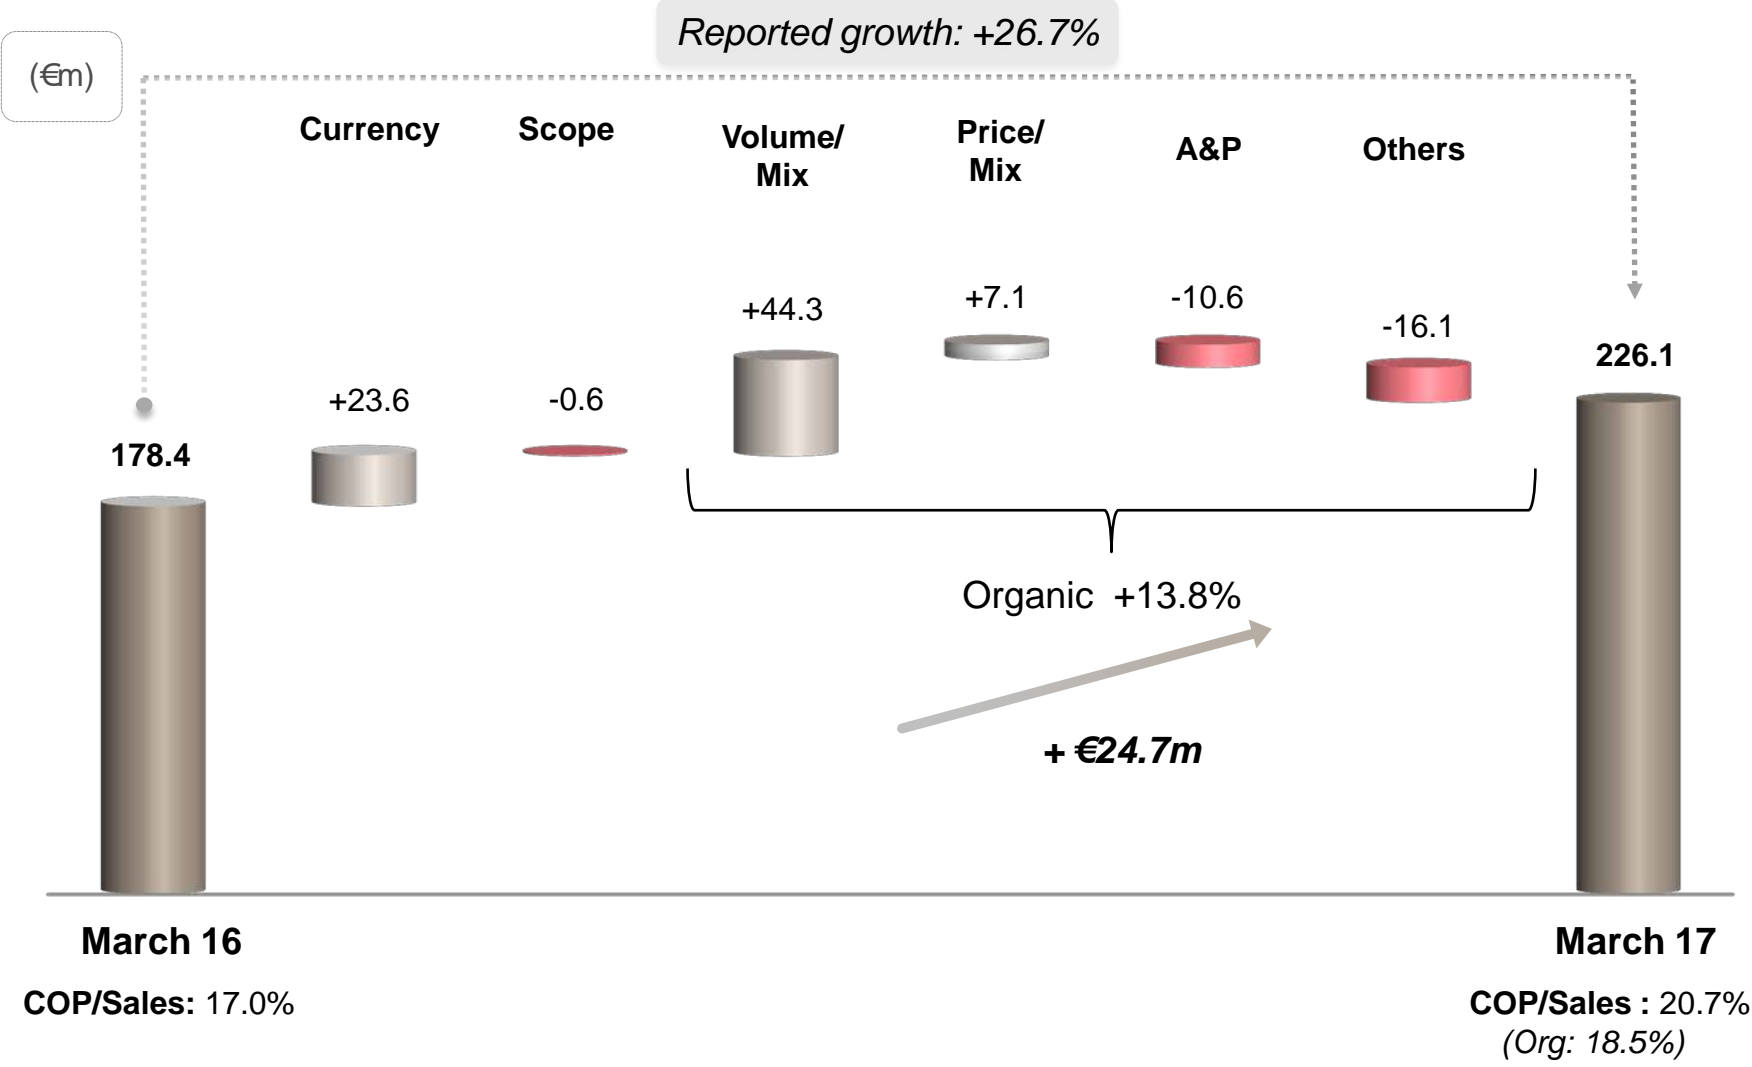 Reported growth: +26.7%
(€m)
Currency
Scope
Volume/
Mix
Price/
Mix
A&P
Others
178.4
+23.6
-0.6
+44.3
+7.1
-10.6
-16.1
226.1
Organic +13.8%
+ €24.7m
March 16
March 17
COP/Sales: 17.0%
COP/Sales : 20.7%
(Org: 18.5%)